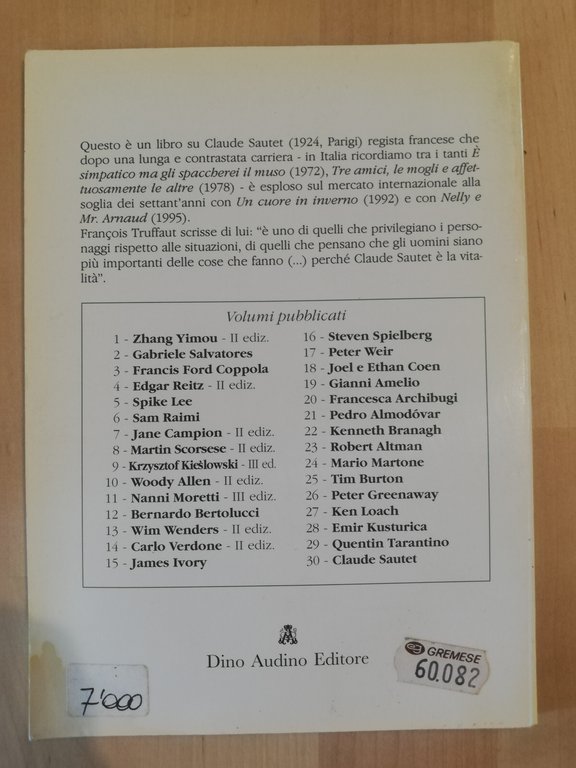 Questo è un libro su Claude Sautet (1924, Parigi) regista francese che
dopo una lunga e contrastata carriera - in Italia ricordiamo tra i tanti È
simpatico ma gli spaccherei il muso (1972), Tre amici, le mogli e affet-
tuosamente le altre (1978) - è esploso sul mercato internazionale alla
soglia dei settant'anni con Un cuore in inverno (1992) e con Nelly e
Mr. Arnaud (1995).
François Truffaut scrisse di lui: “è uno di quelli che privilegiano i perso-
naggi rispetto alle situazioni, di quelli che pensano che gli uomini siano
più importanti delle cose che fanno (...) perché Claude Sautet è la vita-
lità”.
Volumi pubblicati
1 - Zhang Yimou - II ediz.
2 - Gabriele Salvatores
3 - Francis Ford Coppola
4 - Edgar Reitz - II ediz.
5 - Spike Lee
6 - Sam Raimi
7 - Jane Campion - II ediz.
8 - Martin Scorsese - II ediz.
9 - Krzysztof Kieślowski - III ed.
10 - Woody Allen - II ediz.
11 - Nanni Moretti - III ediz.
12 - Bernardo Bertolucci
13 - Wim Wenders - II ediz.
14 - Carlo Verdone - II ediz.
15 - James Ivory
16 - Steven Spielberg
17 - Peter Weir
18 - Joel e Ethan Coen
19 - Gianni Amelio
20 - Francesca Archibugi
21 - Pedro Almodóvar
22 - Kenneth Branagh
23 - Robert Altman
24 - Mario Martone
25 - Tim Burton
26 - Peter Greenaway
27 - Ken Loach
28 - Emir Kusturica
29 - Quentin Tarantino
30 - Claude Sautet
Dino Audino Editore
7'000
GREMESE
60.082